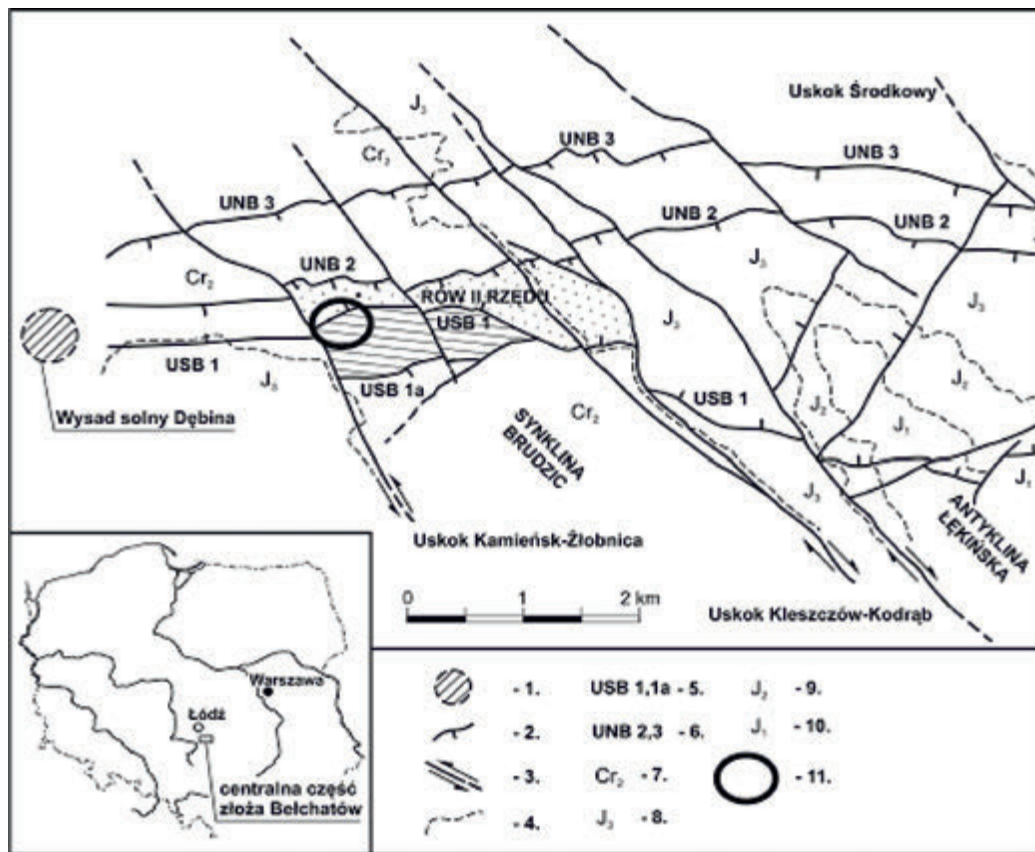 Uskok Środkowy
J₃
UNB 3
UNB 3
Cr₂
UNB 3
UNB 2
UNB 2
J₃
Cr₂
UNB 2
RÓW II RZĘDU
J₃
USB 1
J₃
USB 1
J₃
J₂
USB 1a
USB 1
Wysad solny Dębina
Cr₂
J₂
J₁
SYNKLINA
BRUDZIC
J₃
J₁
ANTYKLINA
ŁĘKIŃSKA
Uskok Kamieńsk-Żłobnica
0 1 2 km
Uskok Kleszczów-Kodrąb
Warszawa
Łódź
centralna część
złoża Bełchatów
- 1. USB 1,1a - 5. J₂ - 9.
- 2. UNB 2,3 - 6. J₁ - 10.
- 3. Cr₂ - 7. - 11.
- 4. J₃ - 8.